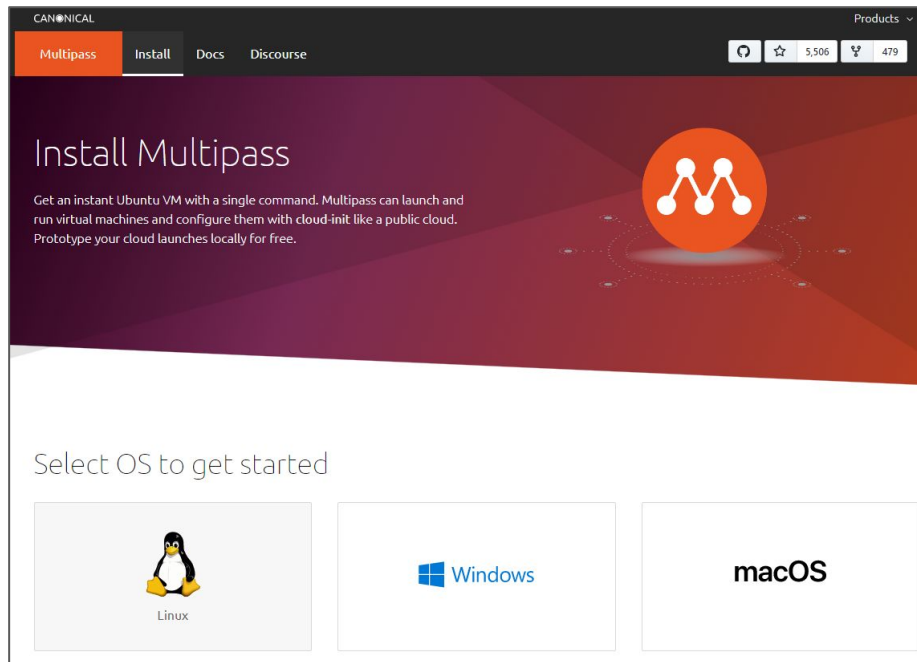 CANONICAL
Products
Multipass
Install
Docs
Discourse
5,506
479
Install Multipass
Get an instant Ubuntu VM with a single command. Multipass can launch and
run virtual machines and configure them with cloud-init like a public cloud.
Prototype your cloud launches locally for free.
Select OS to get started
Linux
Windows
macOS